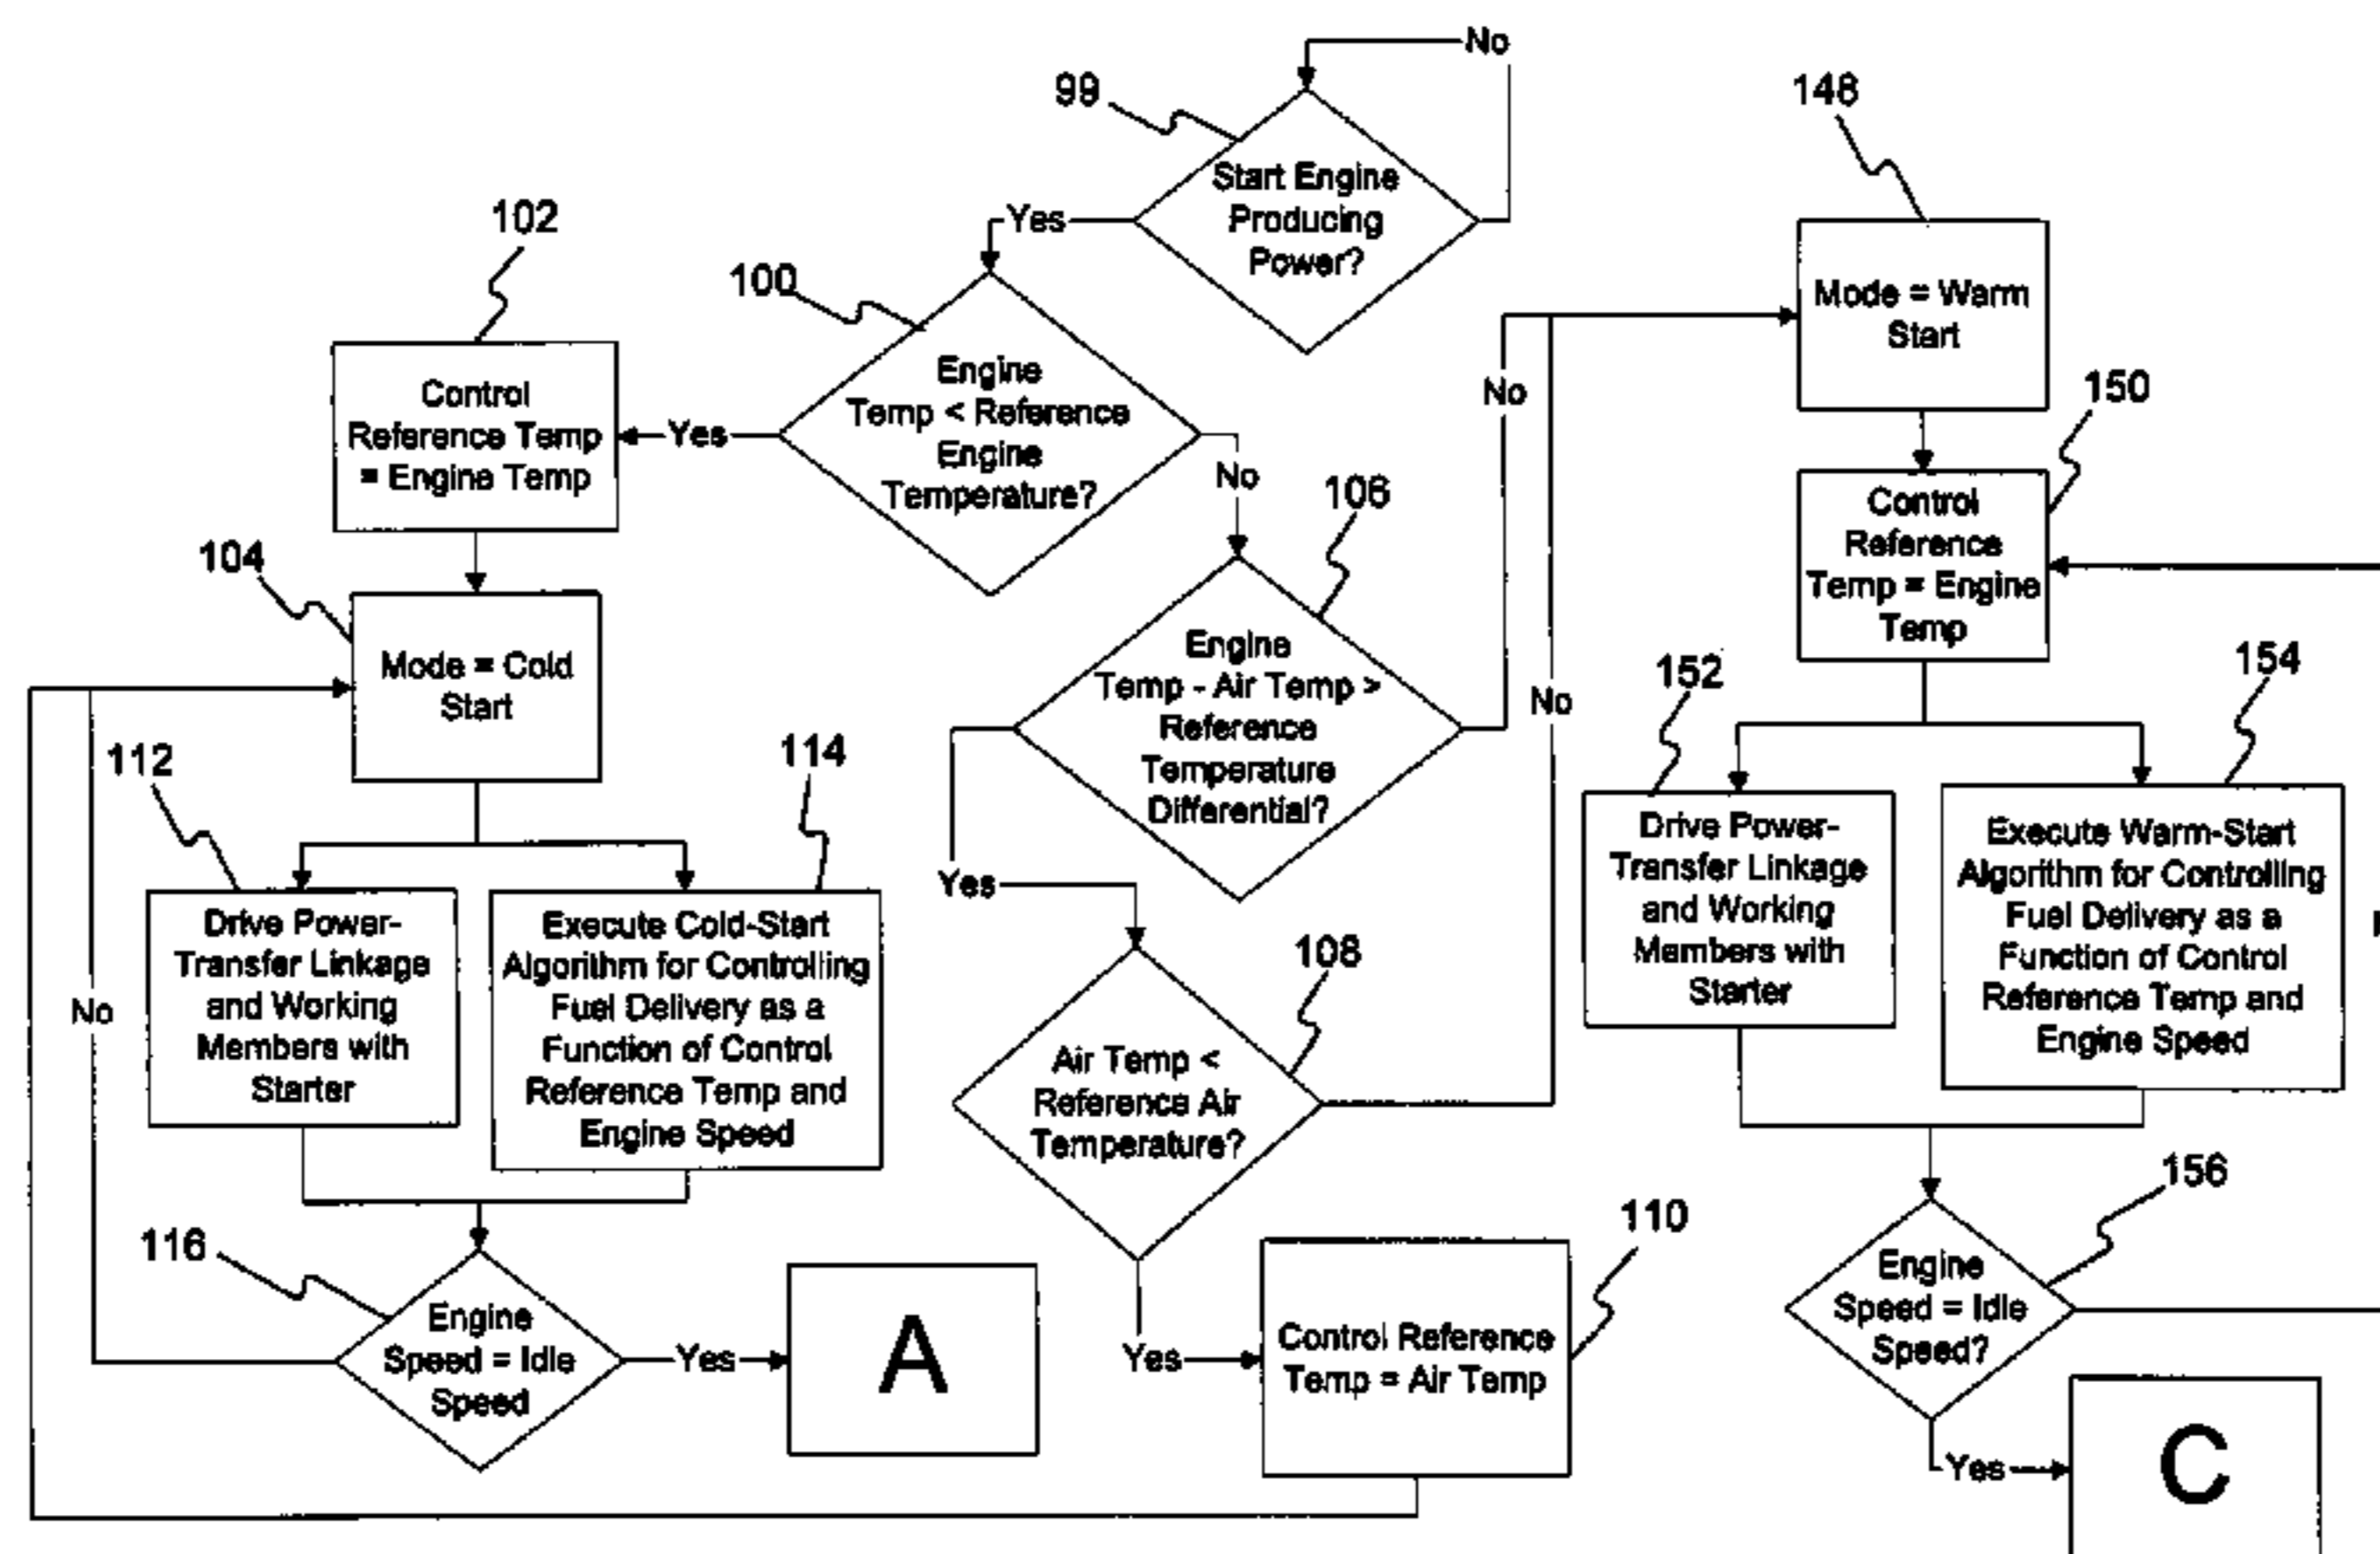 No
99
Start Engine
Producing
Power?
Yes
100
Engine
Temp < Reference
Engine
Temperature?
Yes
No
102
Control
Reference Temp
= Engine Temp
104
Mode = Cold
Start
106
Engine
Temp - Air Temp >
Reference
Temperature
Differential?
No
Yes
108
Air Temp <
Reference Air
Temperature?
No
Yes
110
Control Reference
Temp = Air Temp
112
Drive Power-
Transfer Linkage
and Working
Members with
Starter
114
Execute Cold-Start
Algorithm for Controlling
Fuel Delivery as a
Function of Control
Reference Temp and
Engine Speed
116
Engine
Speed = Idle
Speed
No
Yes
A
148
Mode = Warm
Start
150
Control
Reference
Temp = Engine
Temp
152
Drive Power-
Transfer Linkage
and Working
Members with
Starter
154
Execute Warm-Start
Algorithm for Controlling
Fuel Delivery as a
Function of Control
Reference Temp and
Engine Speed
156
Engine
Speed = Idle
Speed?
Yes
C